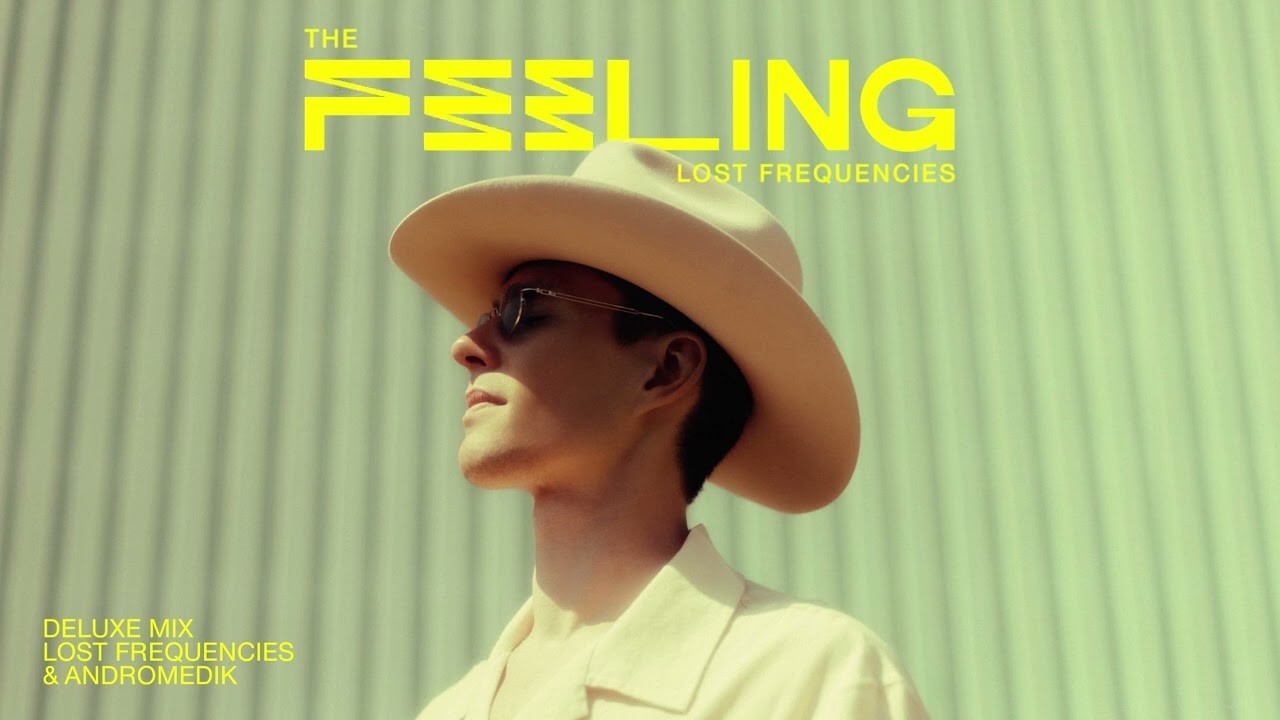 THE
FEELING
LOST FREQUENCIES
DELUXE MIX
LOST FREQUENCIES
& ANDROMEDIK